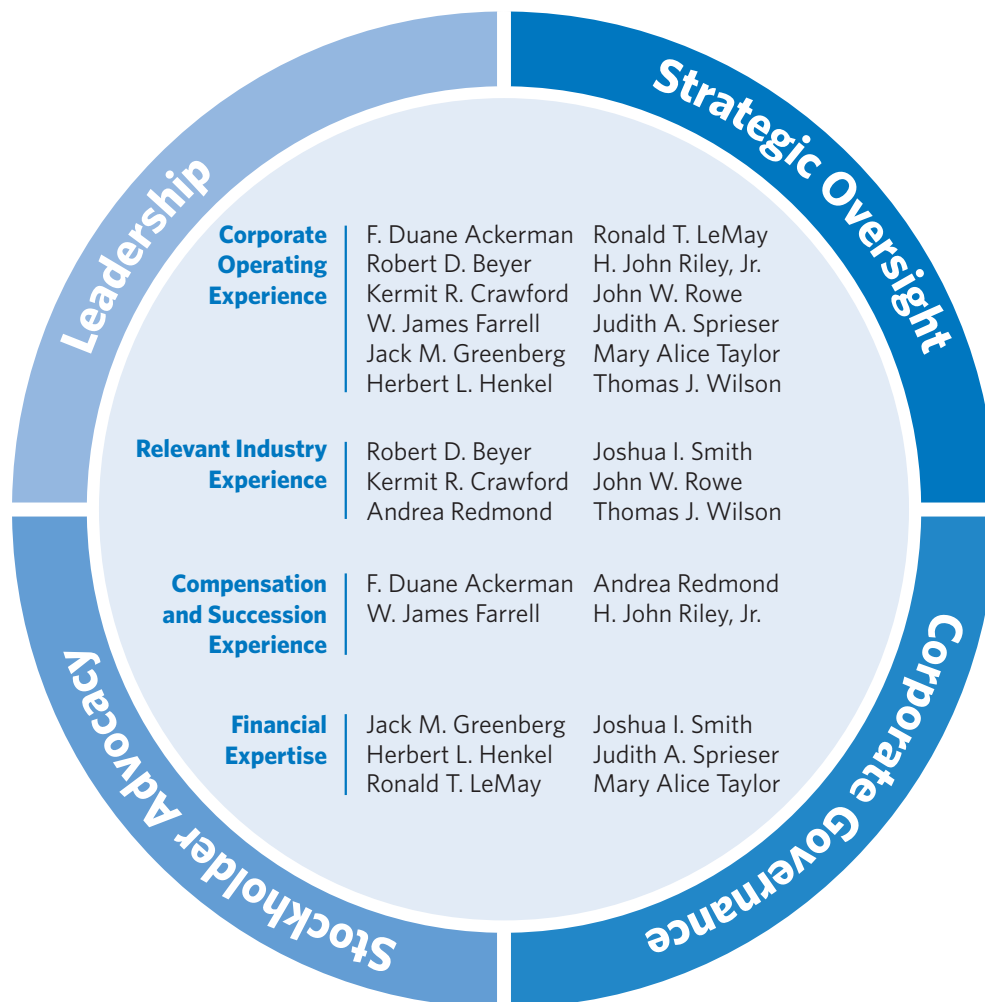 Leadership
Strategic Oversight
Corporate
Operating
Experience
F. Duane Ackerman Ronald T. LeMay
Robert D. Beyer H. John Riley, Jr.
Kermit R. Crawford John W. Rowe
W. James Farrell Judith A. Sprieser
Jack M. Greenberg Mary Alice Taylor
Herbert L. Henkel Thomas J. Wilson
Relevant Industry
Experience
Robert D. Beyer Joshua I. Smith
Kermit R. Crawford John W. Rowe
Andrea Redmond Thomas J. Wilson
Compensation
and Succession
Experience
F. Duane Ackerman Andrea Redmond
W. James Farrell H. John Riley, Jr.
Financial
Expertise
Jack M. Greenberg Joshua I. Smith
Herbert L. Henkel Judith A. Sprieser
Ronald T. LeMay Mary Alice Taylor
Stockholder Advocacy
Corporate Governance